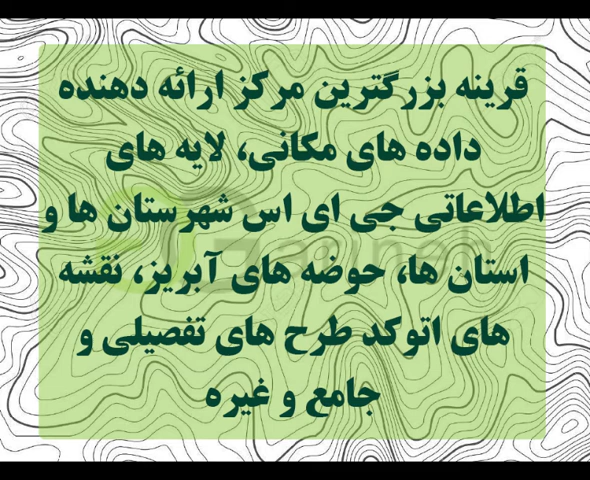 قرینه بزرگترین مرکز ارائه دهنده
داده های مکانی، لایه های
اطلاعاتی جی ای اس شهرستان ها و
استان ها، حوضه های آبریز، نقشه
های اتوکد طرح های تفصیلی و
جامع و غیره